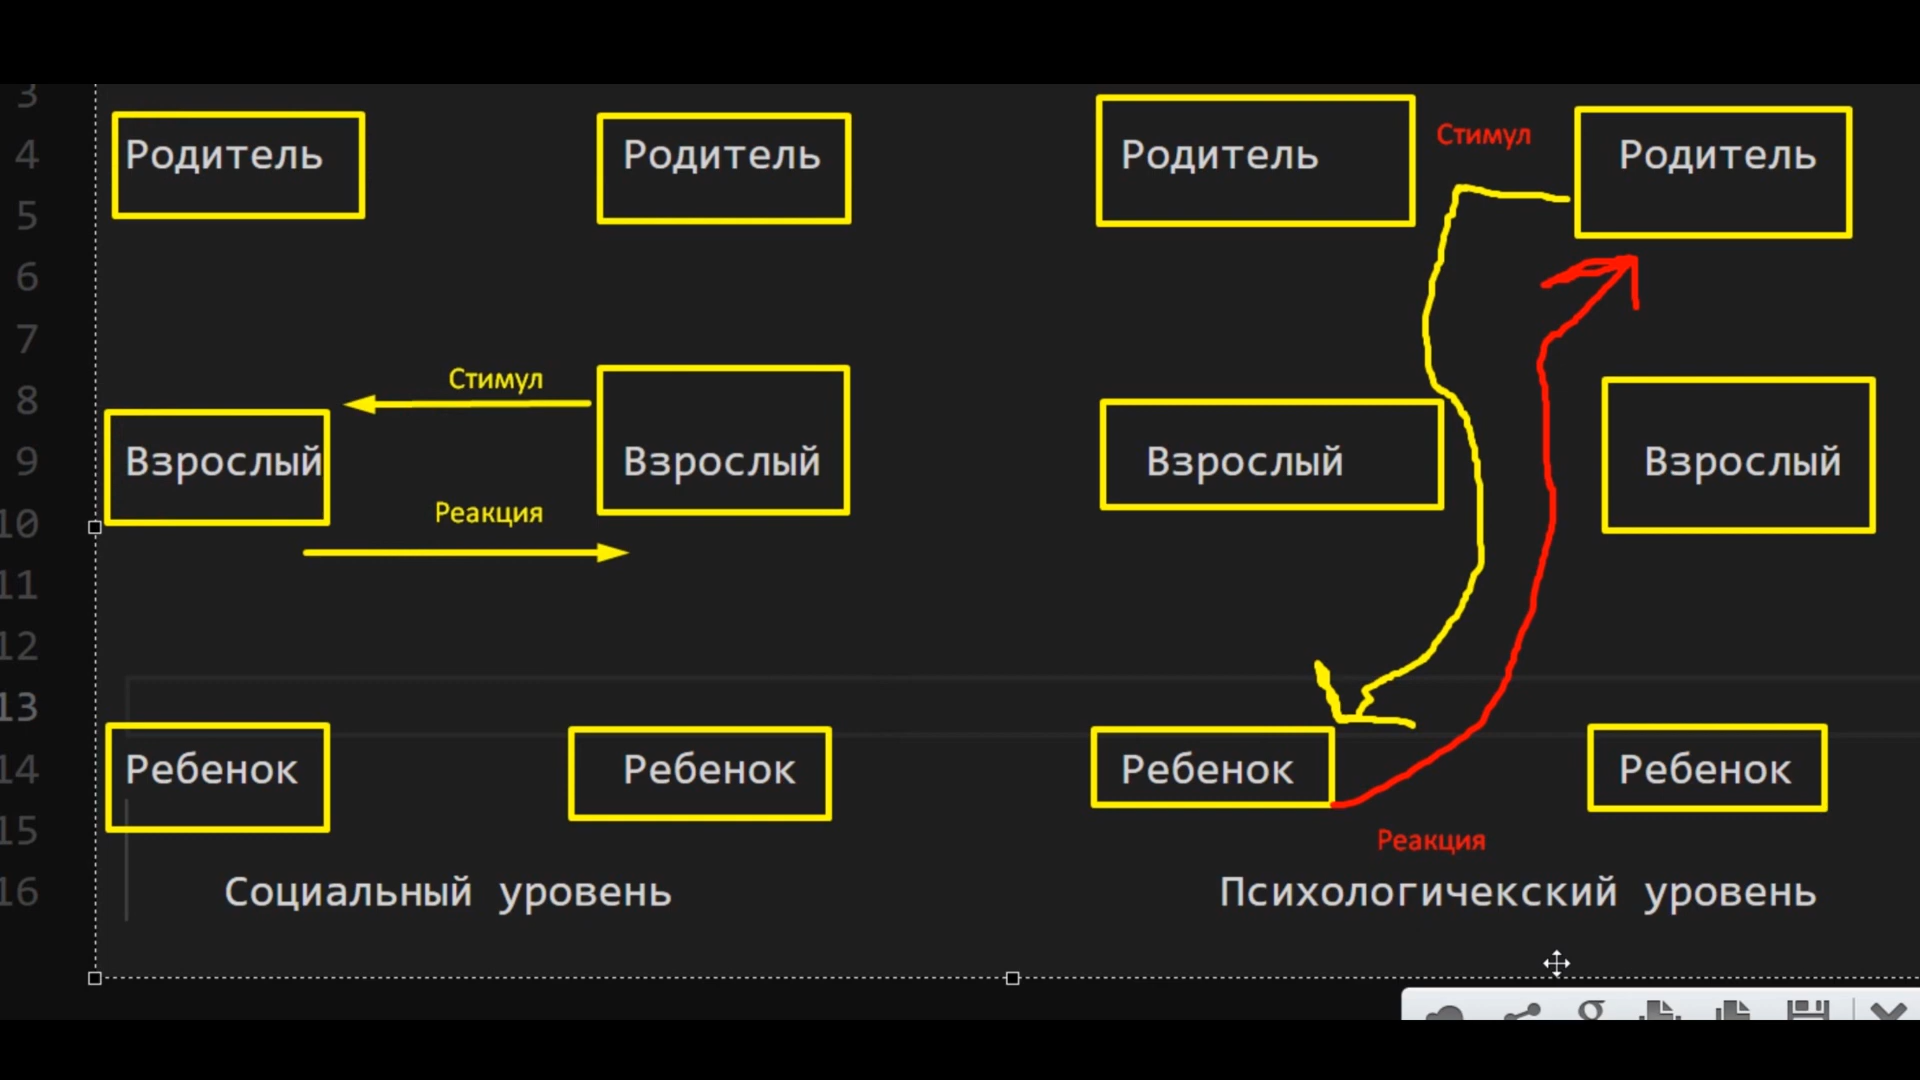 3
4 Родитель Родитель Родитель Стимул Родитель
5
6
7
8 Стимул
9 Взрослый Взрослый Взрослый Взрослый
10 Реакция
11
12
13
14 Ребенок Ребенок Ребенок Ребенок
15 Реакция
16 Социальный уровень Психологичекский уровень